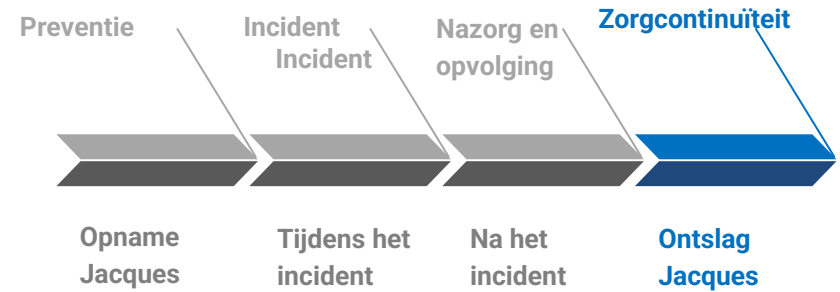 Preventie
Incident
Incident
Nazorg en
opvolging
Zorgcontinuïteit
Opname
Jacques
Tijdens het
incident
Na het
incident
Ontslag
Jacques